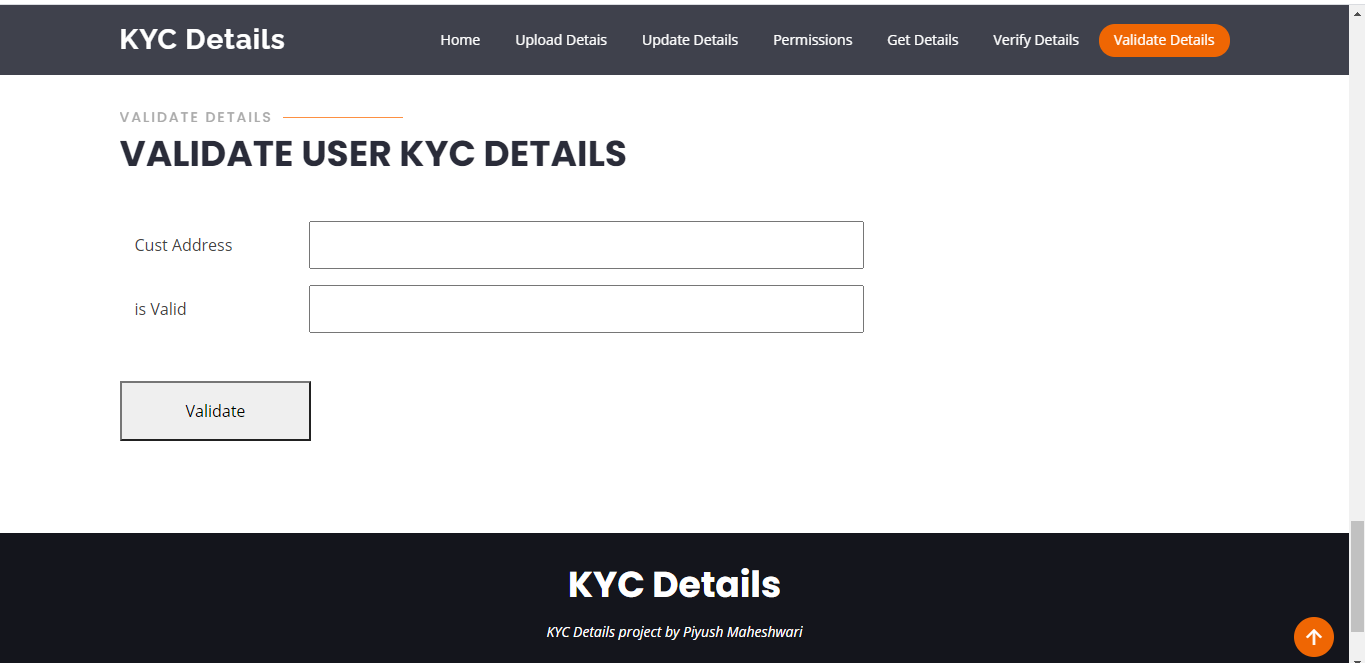 KYC Details
Home Upload Detais Update Details Permissions Get Details Verify Details Validate Details
VALIDATE DETAILS
VALIDATE USER KYC DETAILS
Cust Address
is Valid
Validate
KYC Details
KYC Details project by Piyush Maheshwari